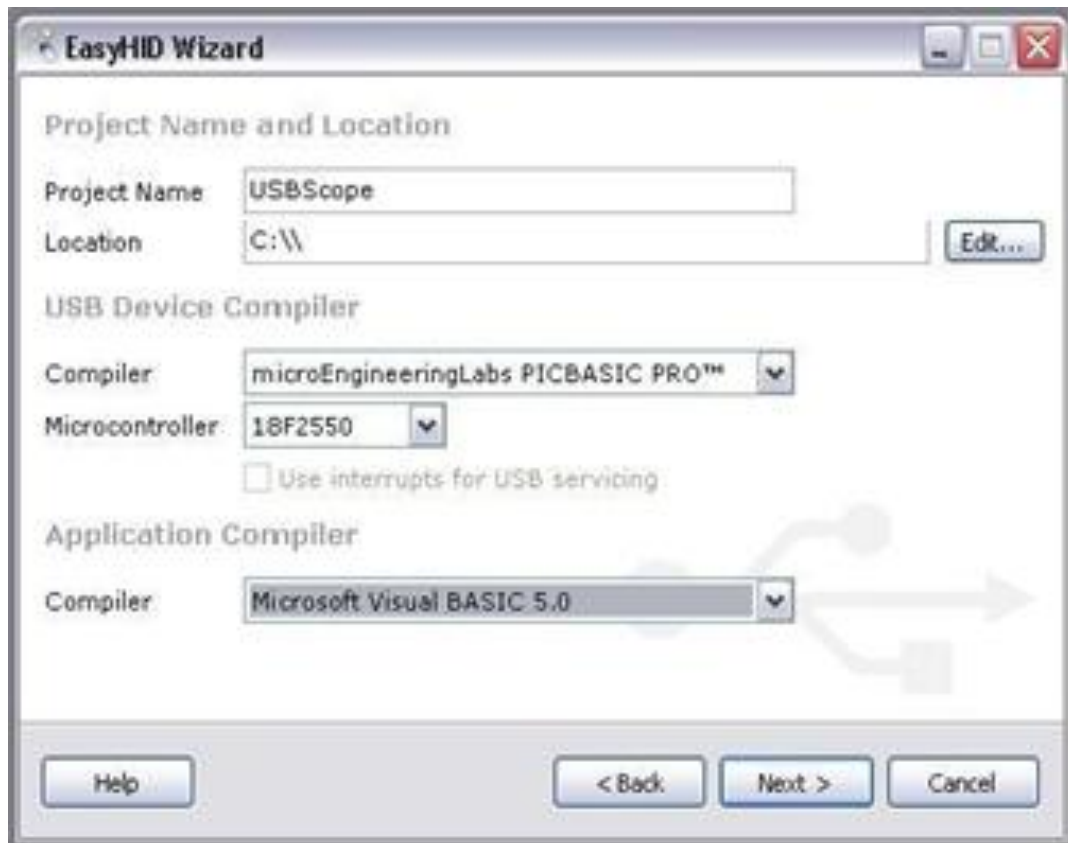 EasyHID Wizard
Project Name and Location
Project Name USBScope
Location C:\\ Edit...
USB Device Compiler
Compiler microEngineeringLabs PICBASIC PRO™
Microcontroller 18F2550
Use interrupts for USB servicing
Application Compiler
Compiler Microsoft Visual BASIC 5.0
Help < Back Next > Cancel